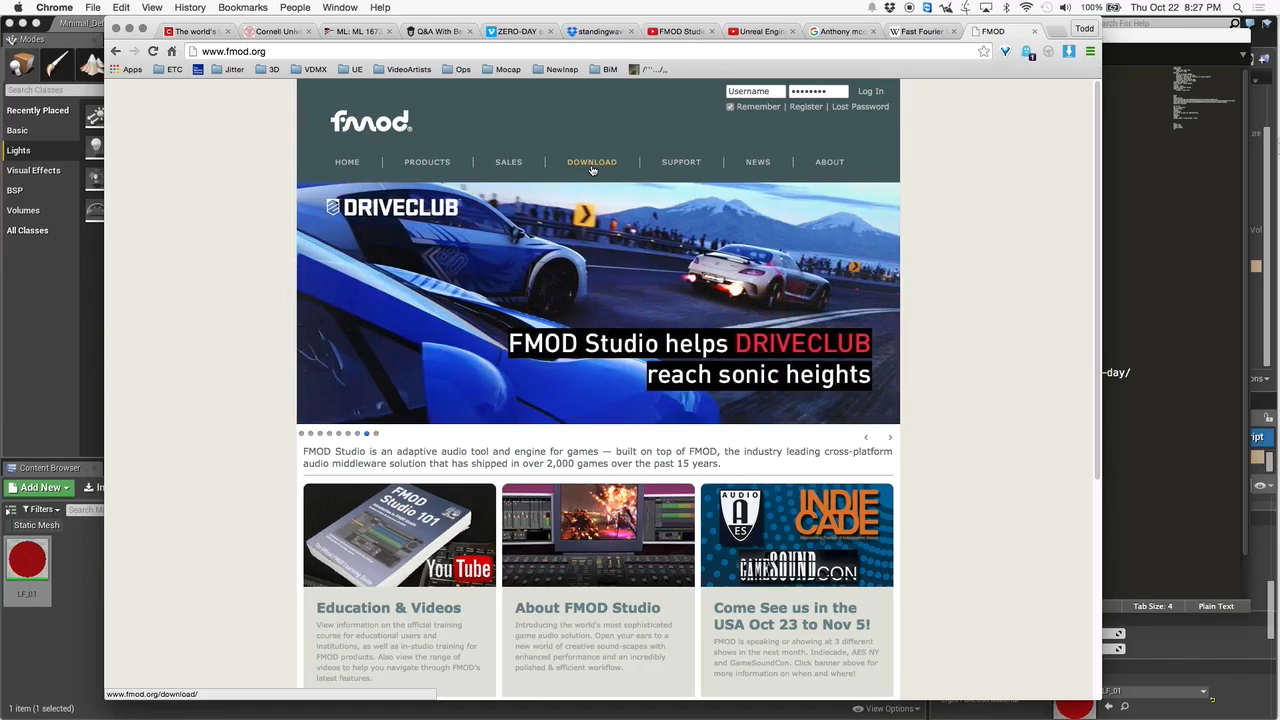 Chrome File Edit View History Bookmarks People Window Help 100% Thu Oct 22 8:27 PM
The world's l Cornell Univer ML: ML 1673 Q&A With Be ZERO-DAY o standingwave FMOD Studi Unreal Engin Anthony mcc Fast Fourier FMOD Todd
www.fmod.org
Apps ETC Jitter 3D VDMX UE VideoArtists Ops Mocap NewInsp BiM
Modes
Search Classes
Recently Placed
Basic
Lights
Visual Effects
BSP
Volumes
All Classes
Username Log In
Remember | Register | Lost Password
fmod
HOME PRODUCTS SALES DOWNLOAD SUPPORT NEWS ABOUT
DRIVECLUB
FMOD Studio helps DRIVECLUB
reach sonic heights
FMOD Studio is an adaptive audio tool and engine for games — built on top of FMOD, the industry leading cross-platform
audio middleware solution that has shipped in over 2,000 games over the past 15 years.
FMOD
Studio 101
YouTube
AUDIO
A
ES
INDIE
CADE
GAMESOUNDCON
Education & Videos
View information on the official training
course for educational users and
institutions, as well as in-studio training for
FMOD products. Also view the range of
videos to help you navigate through FMOD's
latest features.
About FMOD Studio
Introducing the world's most sophisticated
game audio solution. Open your ears to a
new world of creative sound-scapes with
enhanced performance and an incredibly
polished & efficient workflow.
Come See us in the
USA Oct 23 to Nov 5!
FMOD is speaking or showing at 3 different
shows in the next month. Indiecade, AES NY
and GameSoundCon. Click banner above for
more information on when and where!
www.fmod.org/download/
Content Browser
Add New
Filters Search Ma
Static Mesh
LF_01
1 item (1 selected)
View Options
-day/
Tab Size: 4 Plain Text
LF_01